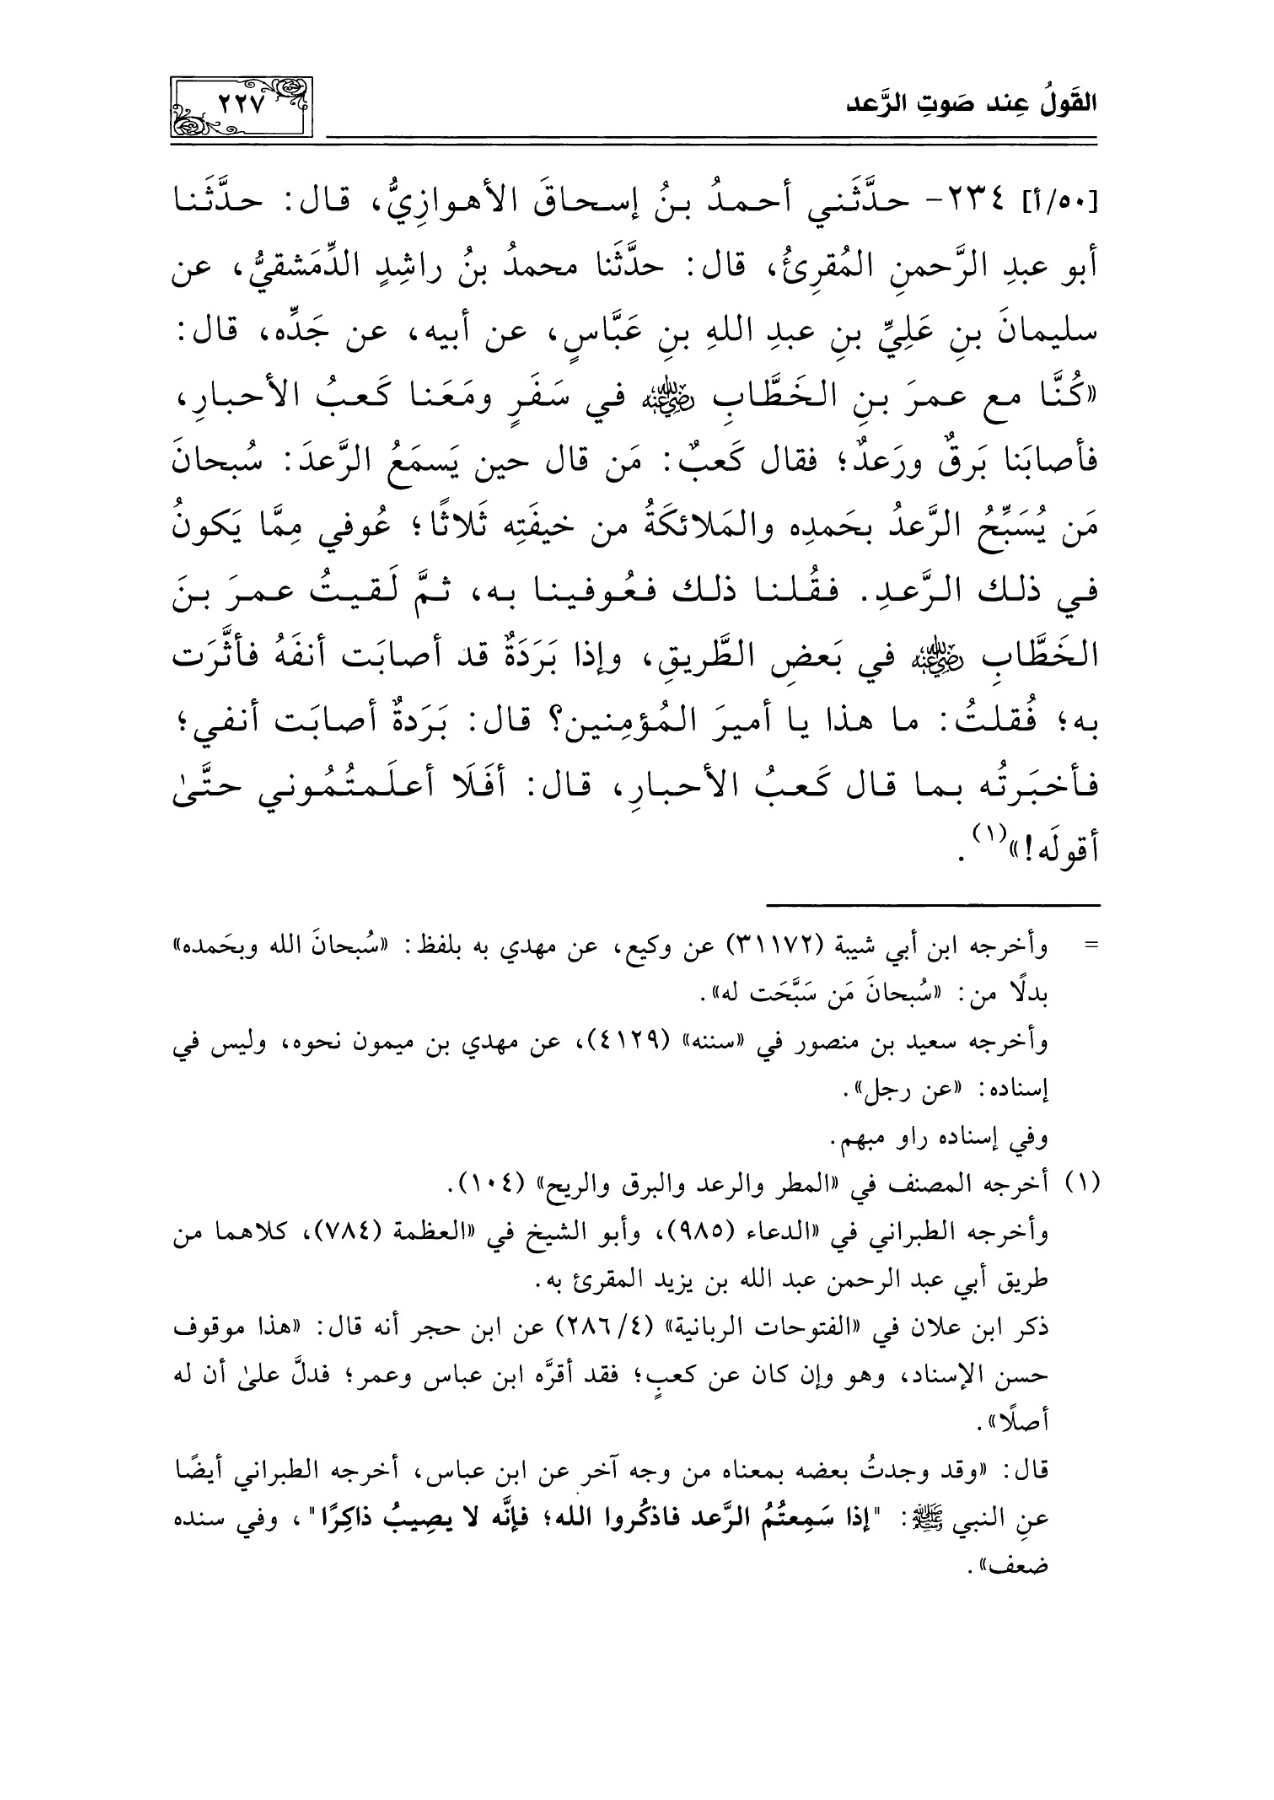 القَولُ عِند صَوتِ الرَّعد
٢٢٧
[٥٠/أ] ٢٣٤- حدَّثَني أحمدُ بنُ إسحاقَ الأهوازِيُّ، قال: حدَّثَنا
أبو عبدِ الرَّحمنِ المُقرِئُ، قال: حدَّثَنا محمدُ بنُ راشِدٍ الدِّمَشقيُّ، عن
سليمانَ بنِ عَلِيِّ بنِ عبدِ اللهِ بنِ عَبَّاسٍ، عن أبيه، عن جَدِّه، قال:
«كُنَّا مع عمرَ بنِ الخَطَّابِ رضي الله عنه في سَفَرٍ ومَعَنا كَعبُ الأحبارِ،
فأصابَنا بَرقٌ ورَعدٌ؛ فقال كَعبٌ: مَن قال حين يَسمَعُ الرَّعدَ: سُبحانَ
مَن يُسَبِّحُ الرَّعدُ بحَمدِه والمَلائكَةُ من خيفَتِه ثَلاثًا؛ عُوفي مِمَّا يَكونُ
في ذلك الرَّعدِ. فقُلنا ذلك فعُوفينا به، ثمَّ لَقيتُ عمرَ بنَ
الخَطَّابِ رضي الله عنه في بَعضِ الطَّريقِ، وإذا بَرَدَةٌ قد أصابَت أنفَهُ فأثَّرَت
به؛ فُقلتُ: ما هذا يا أميرَ المُؤمِنين؟ قال: بَرَدةٌ أصابَت أنفي؛
فأخبَرتُه بما قال كَعبُ الأحبارِ، قال: أفَلَا أعلَمتُمُوني حتَّىٰ
أقولَه!»(١).
= وأخرجه ابن أبي شيبة (٣١١٧٢) عن وكيع، عن مهدي به بلفظ: «سُبحانَ الله وبحَمده»
بدلًا من: «سُبحانَ مَن سَبَّحَت له».
وأخرجه سعيد بن منصور في «سننه» (٤١٢٩)، عن مهدي بن ميمون نحوه، وليس في
إسناده: «عن رجل».
وفي إسناده راو مبهم.
(١) أخرجه المصنف في «المطر والرعد والبرق والريح» (١٠٤).
وأخرجه الطبراني في «الدعاء (٩٨٥)، وأبو الشيخ في «العظمة (٧٨٤)، كلاهما من
طريق أبي عبد الرحمن عبد الله بن يزيد المقرئ به.
ذكر ابن علان في «الفتوحات الربانية» (٢٨٦/٤) عن ابن حجر أنه قال: «هذا موقوف
حسن الإسناد، وهو وإن كان عن كعبٍ؛ فقد أقرَّه ابن عباس وعمر؛ فدلَّ علىٰ أن له
أصلًا».
قال: «وقد وجدتُ بعضه بمعناه من وجه آخر عن ابن عباس، أخرجه الطبراني أيضًا
عنِ النبي ﷺ: "إذا سَمِعتُمُ الرَّعد فاذكُروا الله؛ فإنَّه لا يصِيبُ ذاكِرًا"، وفي سنده
ضعف».